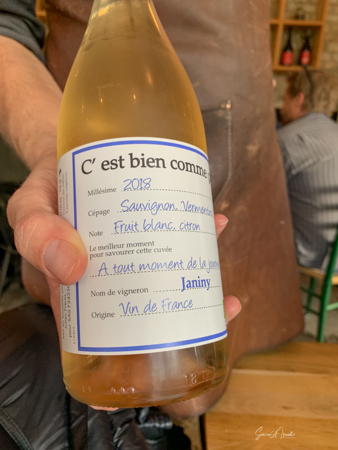 C' est bien comme
Millésime 2018
Cépage Sauvignon, Vermentino
Note Fruit blanc, citron
Le meilleur moment
pour savourer cette cuvée
A tout moment de la
Nom de vigneron Janiny
Origine Vin de France